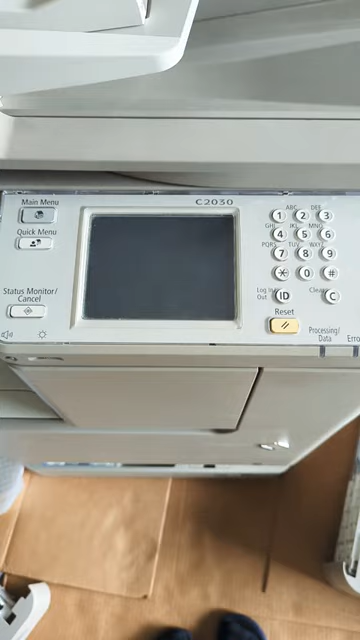 C2030
Main Menu
Quick Menu
Status Monitor/
Cancel
ABC DEF
1 2 3
GHI JKL MNO
4 5 6
PQRS TUV WXYZ
7 8 9
* 0 #
Log In/
Out
ID
Clear
C
Reset
Processing/
Data
Erro